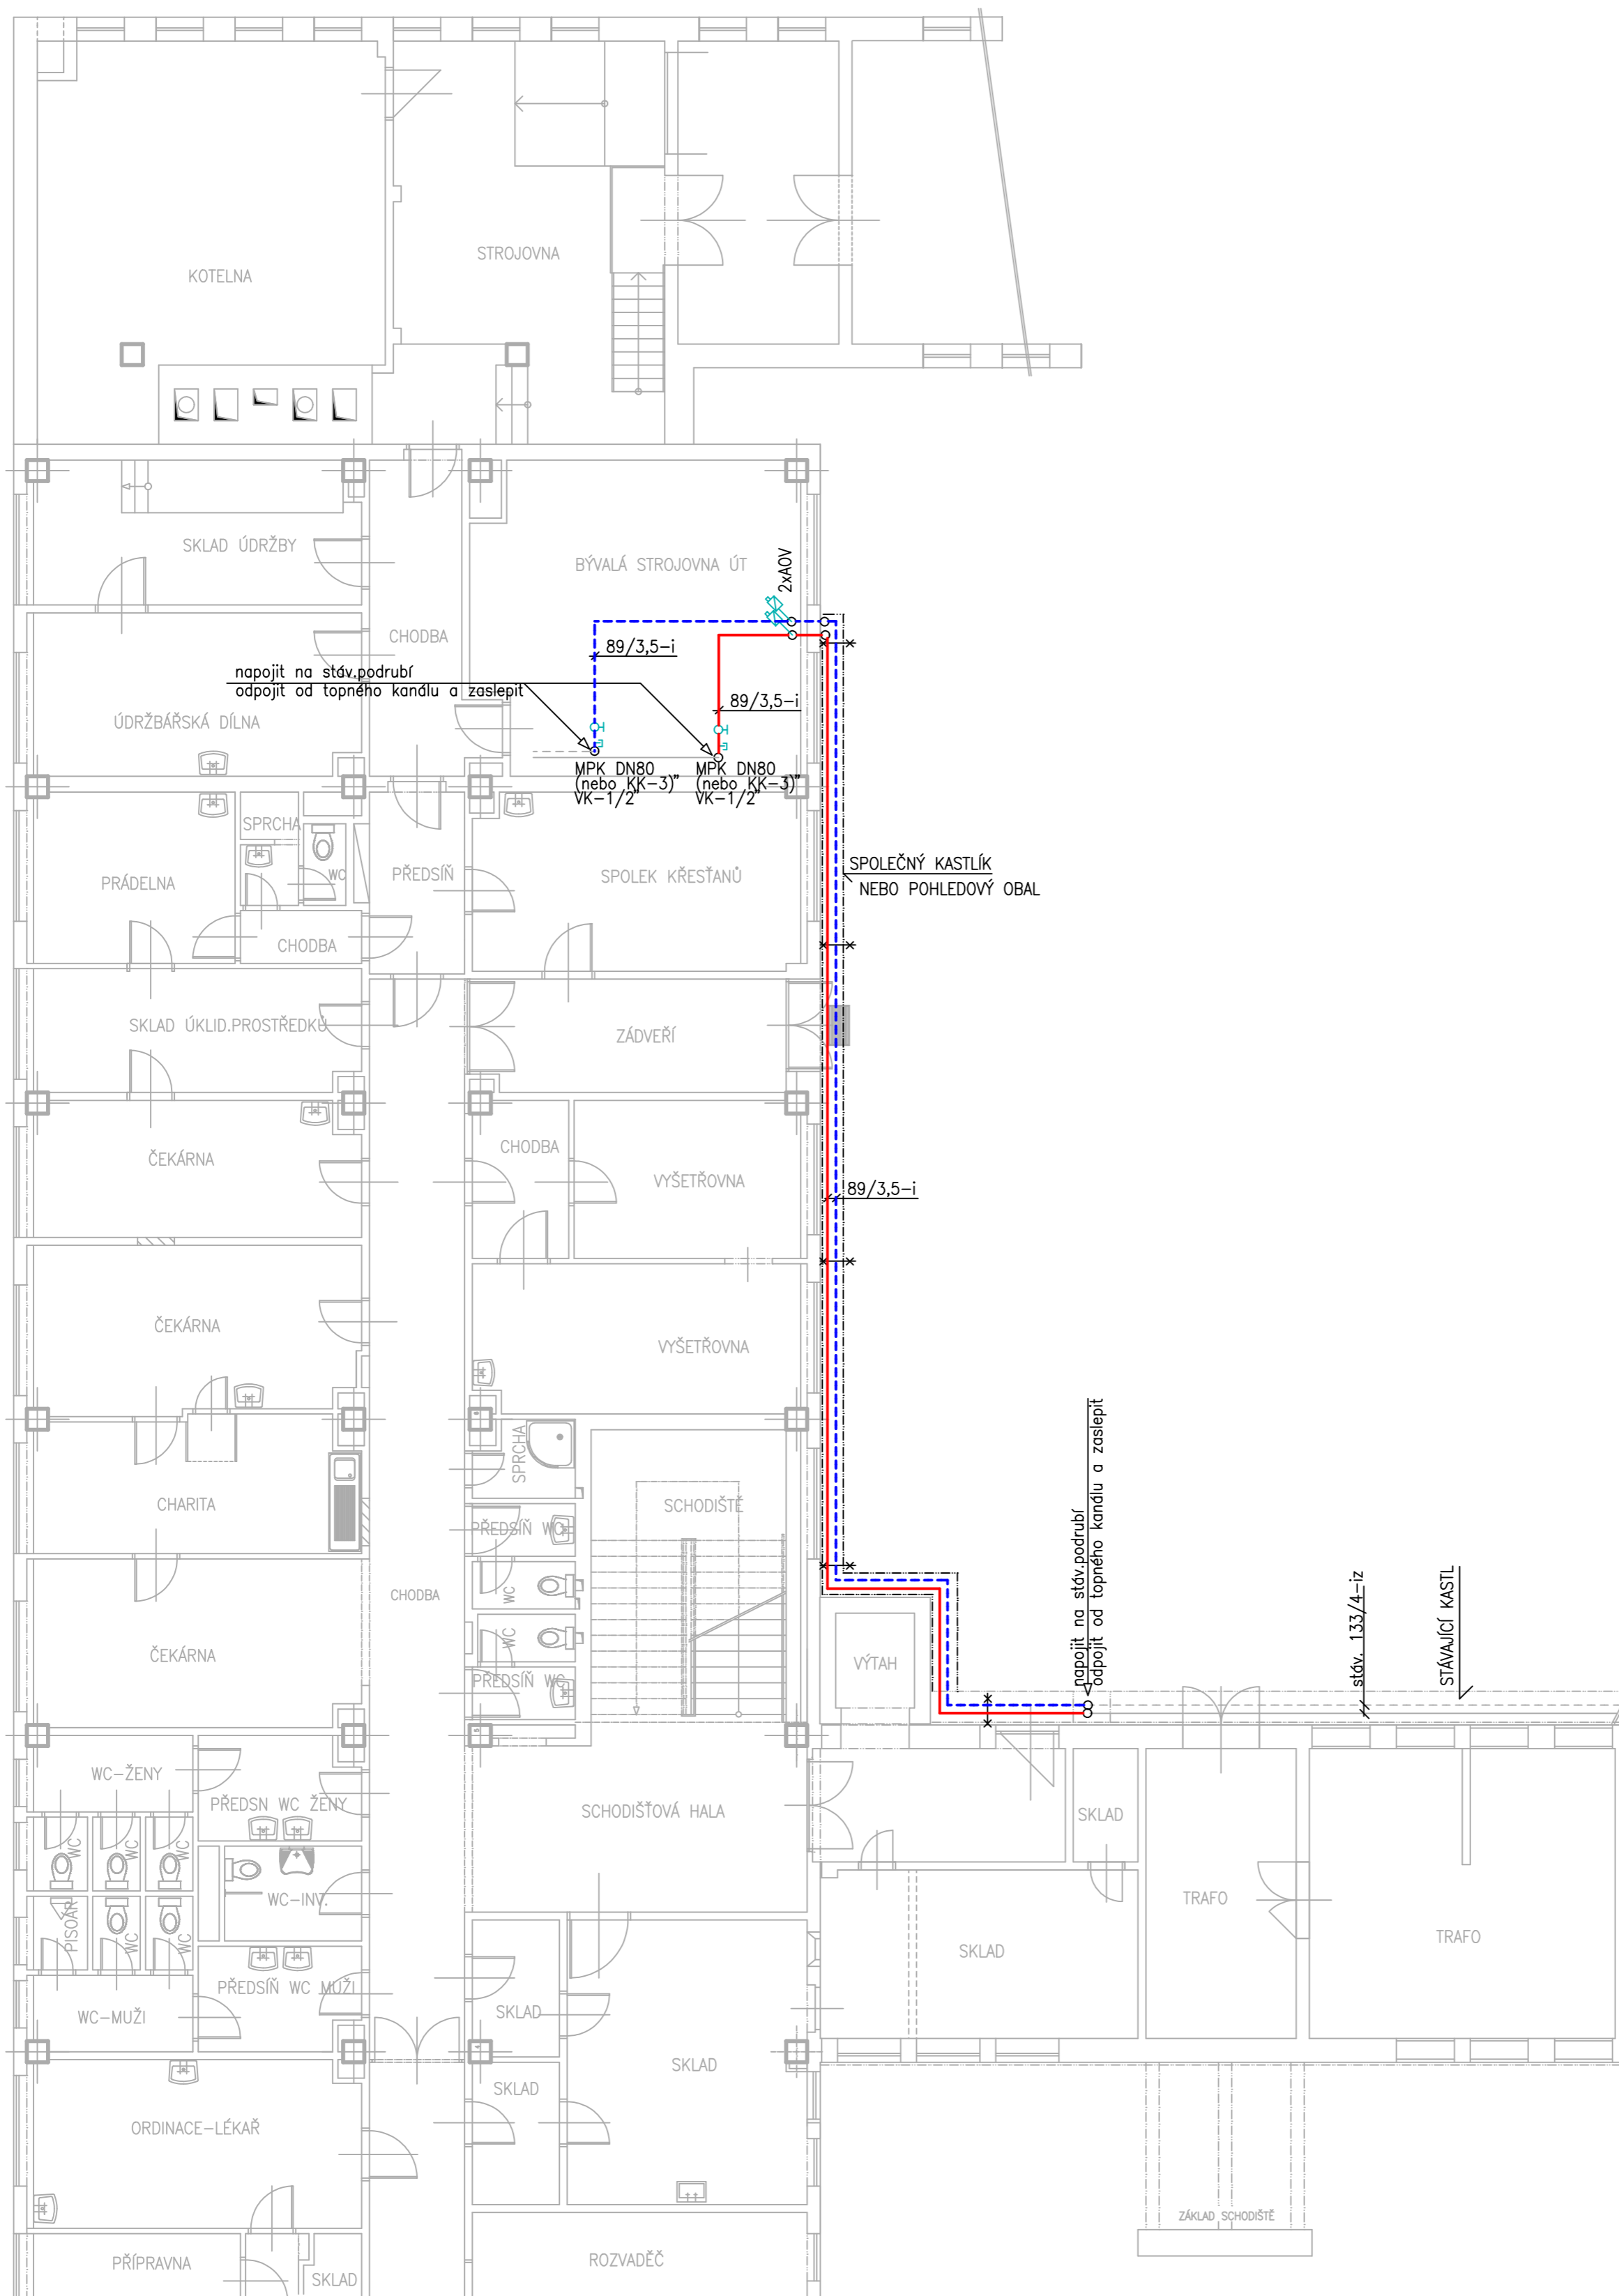 KOTELNA
STROJOVNA
SKLAD ÚDRŽBY
BÝVALÁ STROJOVNA ÚT
2xAOV
CHODBA
89/3,5-i
napojit na stáv.podrubí
odpojit od topného kanálu a zaslepit
89/3,5-i
ÚDRŽBÁŘSKÁ DÍLNA
MPK DN80
(nebo KK-3)"
VK-1/2"
MPK DN80
(nebo KK-3)"
VK-1/2"
SPRCHA
PRÁDELNA
WC
PŘEDSÍŇ
SPOLEK KŘESŤANŮ
SPOLEČNÝ KASTLÍK
NEBO POHLEDOVÝ OBAL
CHODBA
SKLAD ÚKLID.PROSTŘEDKŮ
ZÁDVEŘÍ
ČEKÁRNA
CHODBA
VYŠETŘOVNA
89/3,5-i
ČEKÁRNA
VYŠETŘOVNA
SPRCHA
CHARITA
SCHODIŠTĚ
PŘEDSÍŇ WC
napojit na stáv.podrubí
odpojit od topného kanálu a zaslepit
CHODBA
WC
stáv. 133/4-iz
STÁVAJÍCÍ KASTL
ČEKÁRNA
WC
VÝTAH
PŘEDSÍŇ WC
WC-ŽENY
PŘEDSN WC ŽENY
SCHODIŠŤOVÁ HALA
SKLAD
WC
WC
WC
WC-INV.
TRAFO
PISOÁR
WC
WC
SKLAD
TRAFO
PŘEDSÍŇ WC MUŽI
WC-MUŽI
SKLAD
SKLAD
SKLAD
ORDINACE-LÉKAŘ
ZÁKLAD SCHODIŠTĚ
PŘÍPRAVNA
SKLAD
ROZVADĚČ